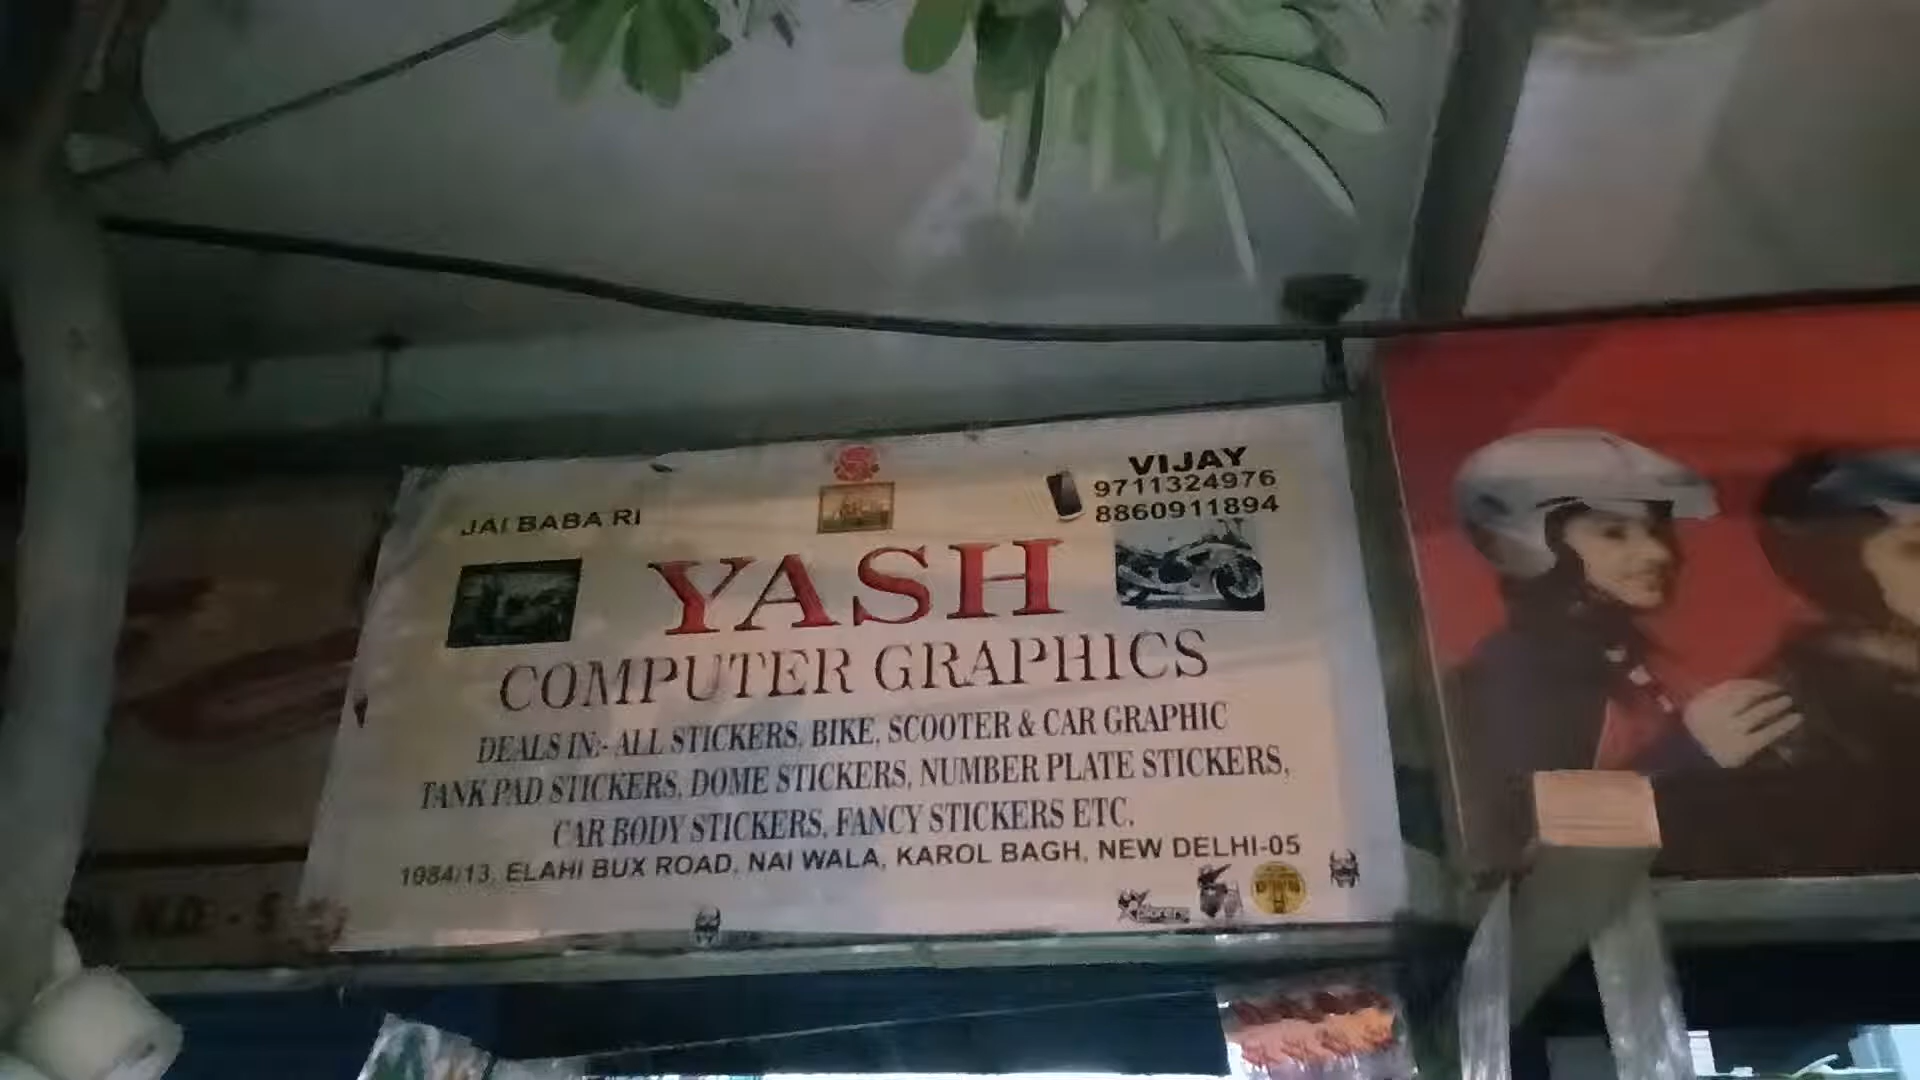 JAI BABA RI
VIJAY
9711324976
8860911894
YASH
COMPUTER GRAPHICS
DEALS IN:- ALL STICKERS, BIKE, SCOOTER & CAR GRAPHIC
TANK PAD STICKERS, DOME STICKERS, NUMBER PLATE STICKERS,
CAR BODY STICKERS, FANCY STICKERS ETC.
1984/13, ELAHI BUX ROAD, NAI WALA, KAROL BAGH, NEW DELHI-05